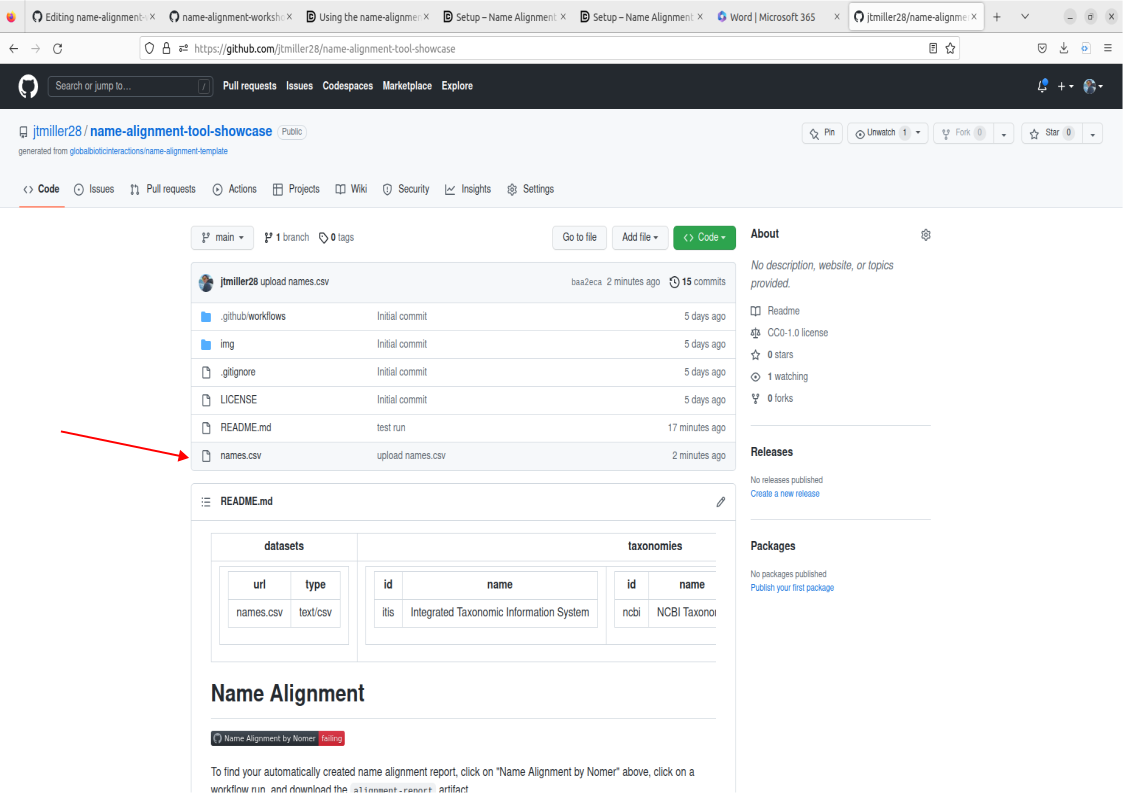 Editing name-alignment- × name-alignment-worksho × Using the name-alignmen × Setup – Name Alignment × Setup – Name Alignment × Word | Microsoft 365 × jtmiller28/name-alignme ×
https://github.com/jtmiller28/name-alignment-tool-showcase
Search or jump to… / Pull requests Issues Codespaces Marketplace Explore
jtmiller28 / name-alignment-tool-showcase Public Pin Unwatch 1 Fork 0 Star 0
generated from globalbioticinteractions/name-alignment-template
Code Issues Pull requests Actions Projects Wiki Security Insights Settings
main 1 branch 0 tags Go to file Add file Code
jtmiller28 upload names.csv baa2eca 2 minutes ago 15 commits
.github/workflows Initial commit 5 days ago
img Initial commit 5 days ago
.gitignore Initial commit 5 days ago
LICENSE Initial commit 5 days ago
README.md test run 17 minutes ago
names.csv upload names.csv 2 minutes ago
README.md
datasets taxonomies
url type id name id name
names.csv text/csv itis Integrated Taxonomic Information System ncbi NCBI Taxonor
Name Alignment
Name Alignment by Nomer failing
To find your automatically created name alignment report, click on "Name Alignment by Nomer" above, click on a
workflow run, and download the alignment-report artifact
About
No description, website, or topics
provided.
Readme
CC0-1.0 license
0 stars
1 watching
0 forks
Releases
No releases published
Create a new release
Packages
No packages published
Publish your first package